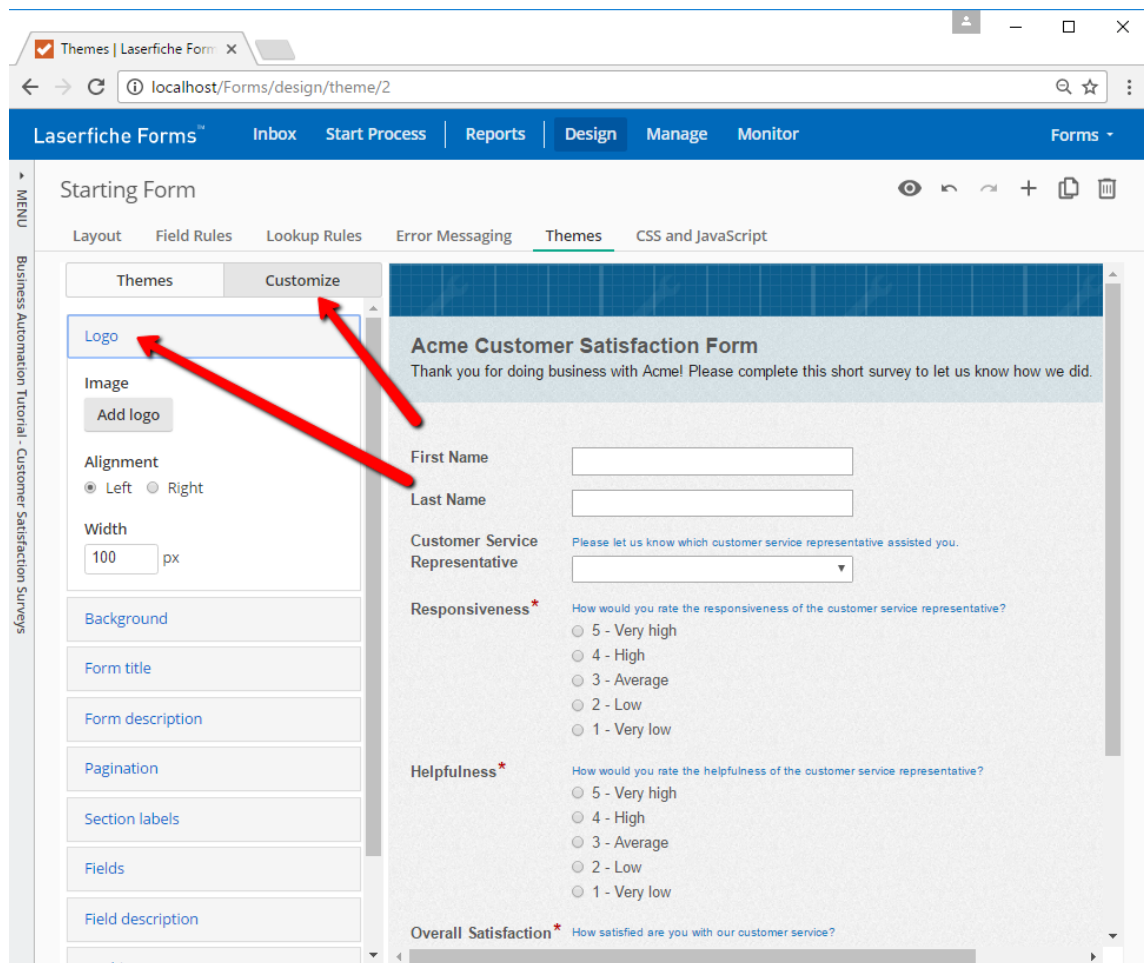 Themes | Laserfiche Form
localhost/Forms/design/theme/2
Laserfiche Forms™ Inbox Start Process Reports Design Manage Monitor Forms
MENU
Business Automation Tutorial - Customer Satisfaction Surveys
Starting Form
Layout Field Rules Lookup Rules Error Messaging Themes CSS and JavaScript
Themes Customize
Logo
Image
Add logo
Alignment
Left Right
Width
100 px
Background
Form title
Form description
Pagination
Section labels
Fields
Field description
Acme Customer Satisfaction Form
Thank you for doing business with Acme! Please complete this short survey to let us know how we did.
First Name
Last Name
Customer Service
Representative
Please let us know which customer service representative assisted you.
Responsiveness*
How would you rate the responsiveness of the customer service representative?
5 - Very high
4 - High
3 - Average
2 - Low
1 - Very low
Helpfulness*
How would you rate the helpfulness of the customer service representative?
5 - Very high
4 - High
3 - Average
2 - Low
1 - Very low
Overall Satisfaction*
How satisfied are you with our customer service?